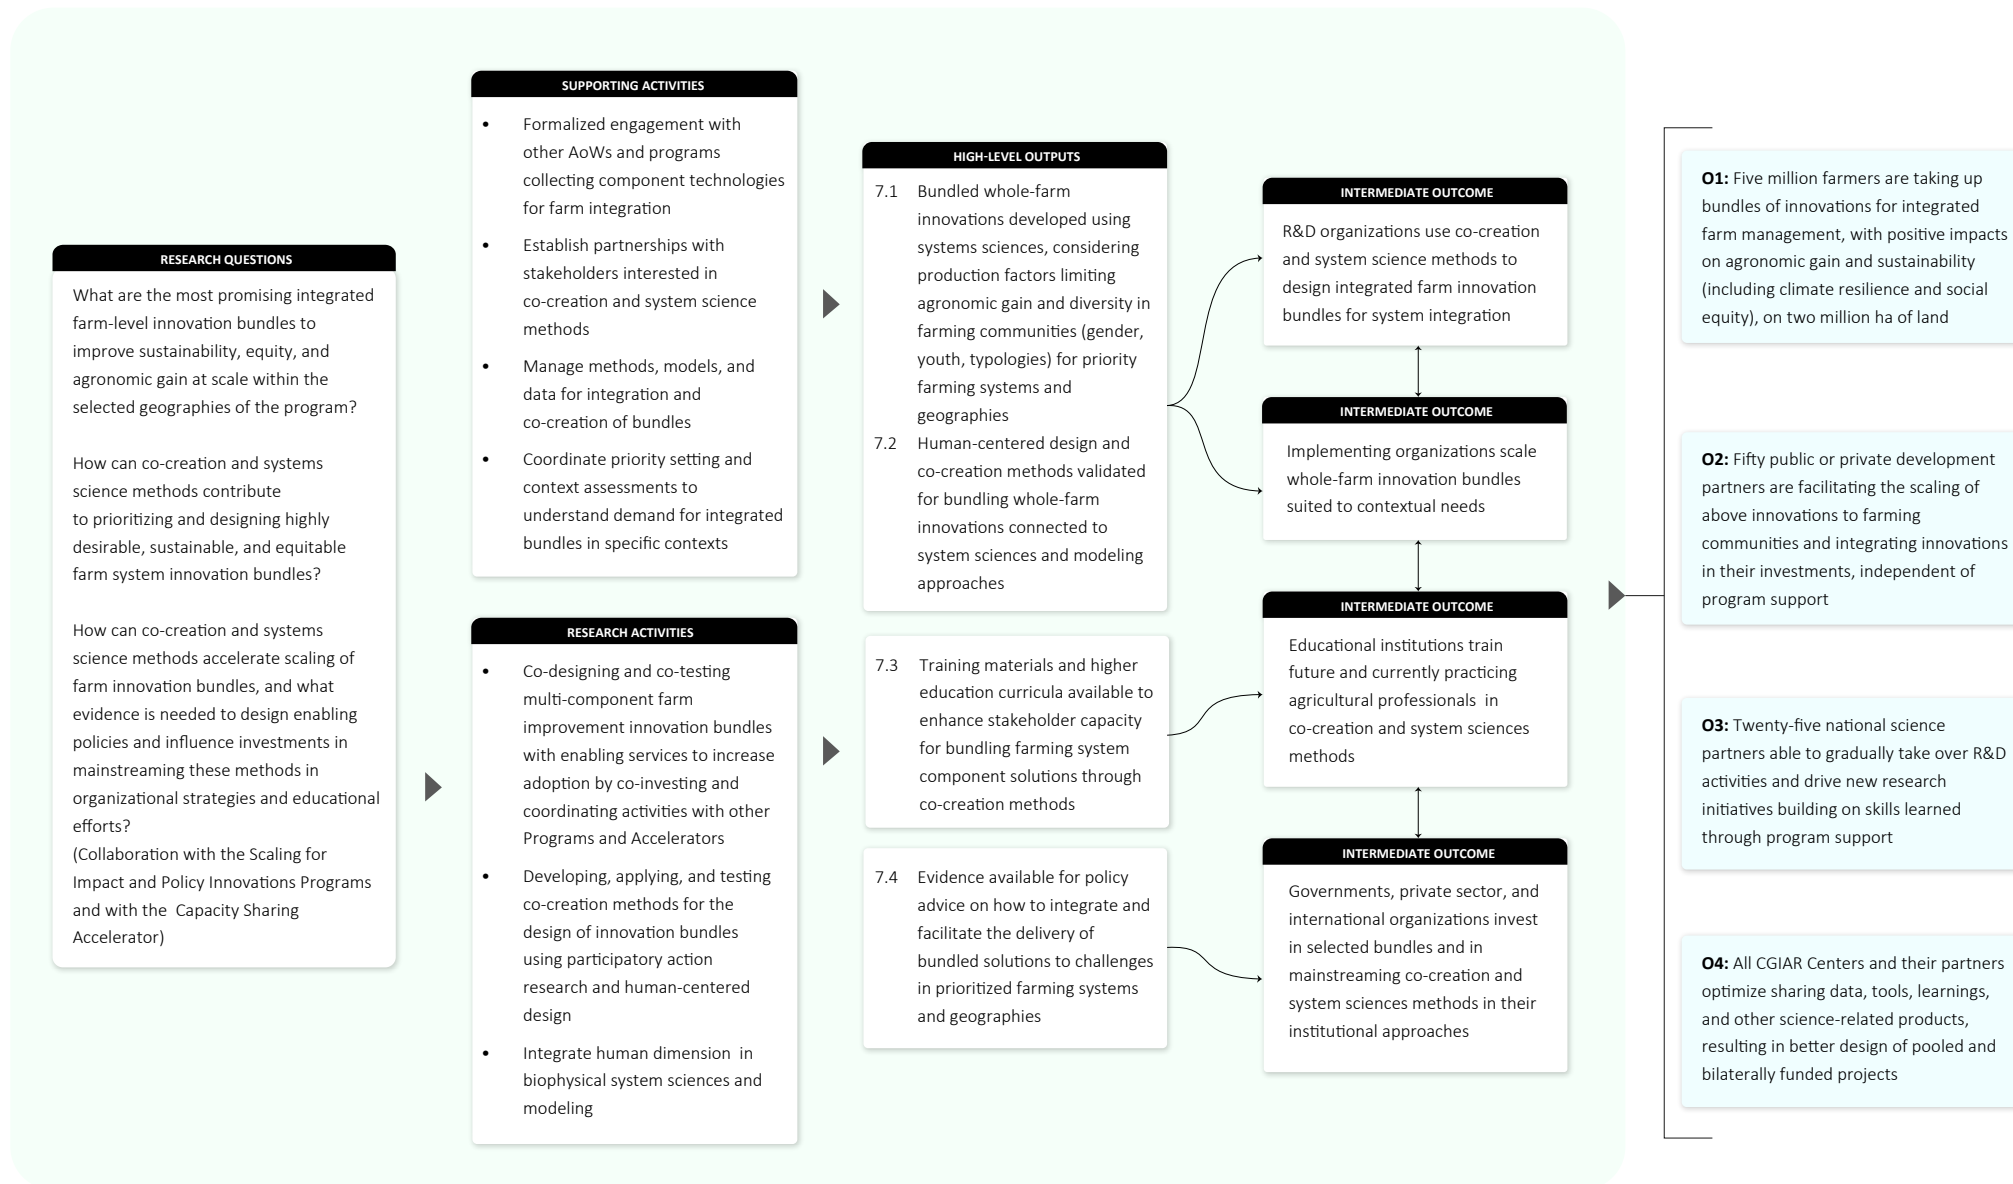 RESEARCH QUESTIONS
What are the most promising integrated
farm-level innovation bundles to
improve sustainability, equity, and
agronomic gain at scale within the
selected geographies of the program?
How can co-creation and systems
science methods contribute
to prioritizing and designing highly
desirable, sustainable, and equitable
farm system innovation bundles?
How can co-creation and systems
science methods accelerate scaling of
farm innovation bundles, and what
evidence is needed to design enabling
policies and influence investments in
mainstreaming these methods in
organizational strategies and educational
efforts?
(Collaboration with the Scaling for
Impact and Policy Innovations Programs
and with the  Capacity Sharing
Accelerator)
SUPPORTING ACTIVITIES
• Formalized engagement with
other AoWs and programs
collecting component technologies
for farm integration
• Establish partnerships with
stakeholders interested in
co-creation and system science
methods
• Manage methods, models, and
data for integration and
co-creation of bundles
• Coordinate priority setting and
context assessments to
understand demand for integrated
bundles in specific contexts
RESEARCH ACTIVITIES
• Co-designing and co-testing
multi-component farm
improvement innovation bundles
with enabling services to increase
adoption by co-investing and
coordinating activities with other
Programs and Accelerators
• Developing, applying, and testing
co-creation methods for the
design of innovation bundles
using participatory action
research and human-centered
design
• Integrate human dimension  in
biophysical system sciences and
modeling
HIGH-LEVEL OUTPUTS
7.1 Bundled whole-farm
innovations developed using
systems sciences, considering
production factors limiting
agronomic gain and diversity in
farming communities (gender,
youth, typologies) for priority
farming systems and
geographies
7.2 Human-centered design and
co-creation methods validated
for bundling whole-farm
innovations connected to
system sciences and modeling
approaches
7.3 Training materials and higher
education curricula available to
enhance stakeholder capacity
for bundling farming system
component solutions through
co-creation methods
7.4 Evidence available for policy
advice on how to integrate and
facilitate the delivery of
bundled solutions to challenges
in prioritized farming systems
and geographies
INTERMEDIATE OUTCOME
R&D organizations use co-creation
and system science methods to
design integrated farm innovation
bundles for system integration
INTERMEDIATE OUTCOME
Implementing organizations scale
whole-farm innovation bundles
suited to contextual needs
INTERMEDIATE OUTCOME
Educational institutions train
future and currently practicing
agricultural professionals  in
co-creation and system sciences
methods
INTERMEDIATE OUTCOME
Governments, private sector, and
international organizations invest
in selected bundles and in
mainstreaming co-creation and
system sciences methods in their
institutional approaches
O1: Five million farmers are taking up
bundles of innovations for integrated
farm management, with positive impacts
on agronomic gain and sustainability
(including climate resilience and social
equity), on two million ha of land
O2: Fifty public or private development
partners are facilitating the scaling of
above innovations to farming
communities and integrating innovations
in their investments, independent of
program support
O3: Twenty-five national science
partners able to gradually take over R&D
activities and drive new research
initiatives building on skills learned
through program support
O4: All CGIAR Centers and their partners
optimize sharing data, tools, learnings,
and other science-related products,
resulting in better design of pooled and
bilaterally funded projects